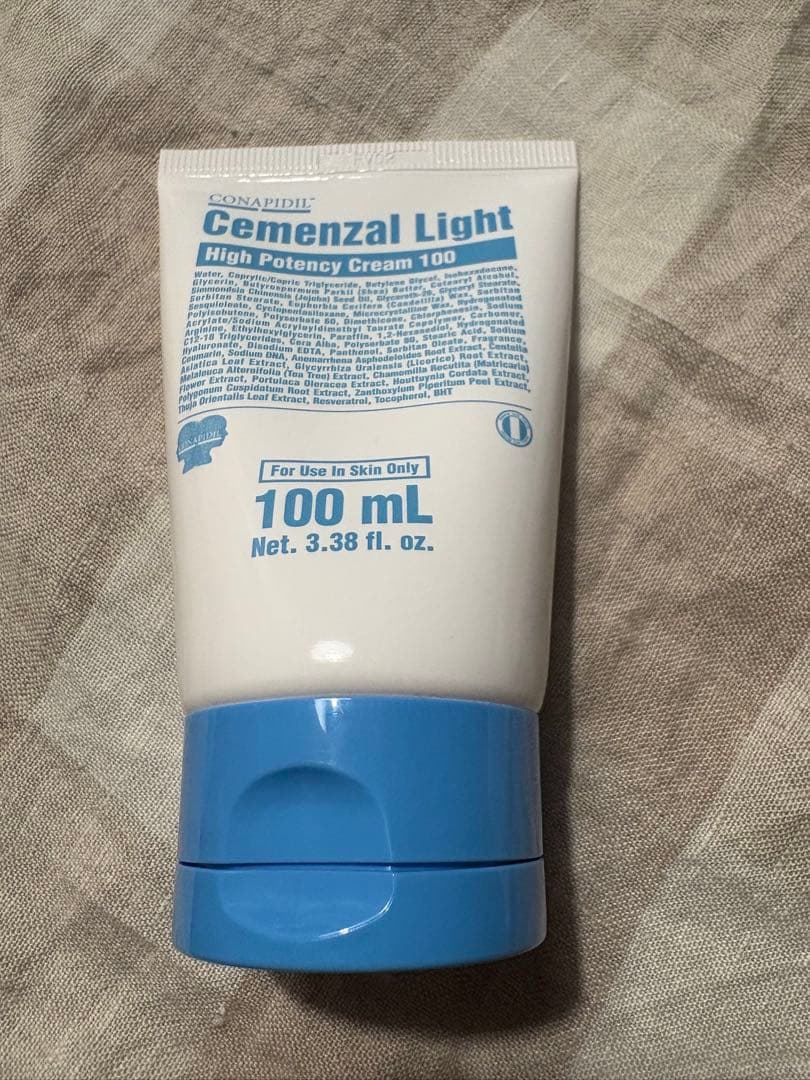 CONAPIDIL™
Cemenzal Light
High Potency Cream 100
Water, Caprylic/Capric Triglyceride, Butylene Glycol, Isohexadecane,
Glycerin, Butyrospermum Parkii (Shea) Butter, Cetearyl Alcohol,
Simmondsia Chinensis (Jojoba) Seed Oil, Glyceryl Stearate,
Sorbitan Stearate, Euphorbia Cerifera (Candelilla) Wax, Sorbitan
Sesquioleate, Cyclopentasiloxane, Microcrystalline Wax, Hydrogenated
Polyisobutene, Polysorbate 60, Dimethicone, Sodium
Acrylate/Sodium Acryloyldimethyl Taurate Copolymer, Carbomer,
Arginine, Ethylhexylglycerin, Paraffin, 1,2-Hexanediol, Hydrogenated
C12-18 Triglycerides, Cera Alba, Polysorbate 80, Stearic Acid, Sodium
Hyaluronate, Disodium EDTA, Panthenol, Sorbitan Oleate, Fragrance,
Coumarin, Sodium DNA, Anemarrhena Asphodeloides Root Extract, Centella
Asiatica Leaf Extract, Glycyrrhiza Uralensis (Licorice) Root Extract,
Melaleuca Alternifolia (Tea Tree) Extract, Chamomilla Recutita (Matricaria)
Flower Extract, Portulaca Oleracea Extract, Houttuynia Cordata Extract,
Polygonum Cuspidatum Root Extract, Zanthoxylum Piperitum Peel Extract,
Thuja Orientalis Leaf Extract, Resveratrol, Tocopherol, BHT
CONAPIDIL
For Use In Skin Only
100 mL
Net. 3.38 fl. oz.